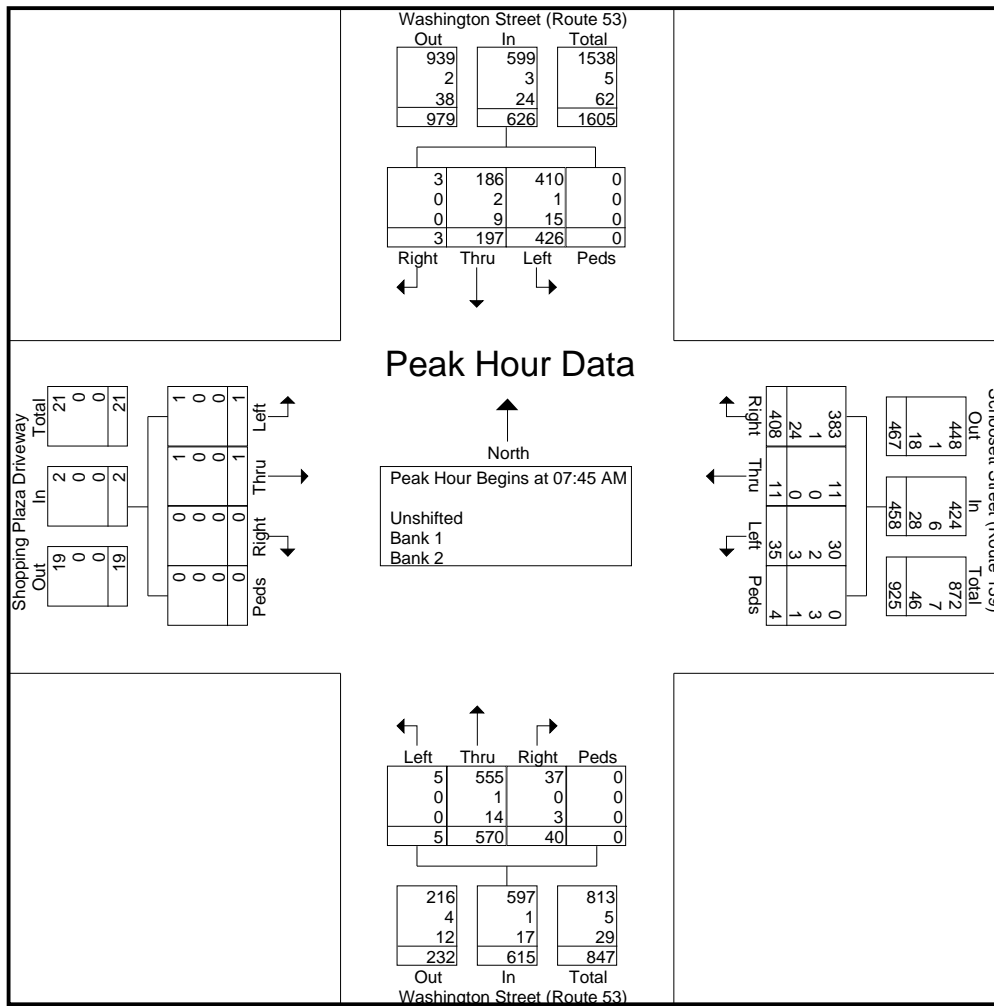 Washington Street (Route 53)
Out In Total
939 599 1538
2 3 5
38 24 62
979 626 1605
3 186 410 0
0 2 1 0
0 9 15 0
3 197 426 0
Right Thru Left Peds
Peak Hour Data
North
Peak Hour Begins at 07:45 AM
Unshifted
Bank 1
Bank 2
Shopping Plaza Driveway
Out In Total
19 2 21
0 0 0
0 0 0
19 2 21
Peds Right Thru Left
0 0 1 1
0 0 0 0
0 0 0 0
0 0 1 1
Street (Route
Out In Total
448 424 872
1 6 7
18 28 46
467 458 925
Right Thru Left Peds
383 11 30 0
1 0 2 3
24 0 3 1
408 11 35 4
Left Thru Right Peds
5 555 37 0
0 1 0 0
0 14 3 0
5 570 40 0
216 597 813
4 1 5
12 17 29
232 615 847
Out In Total
Washington Street (Route 53)